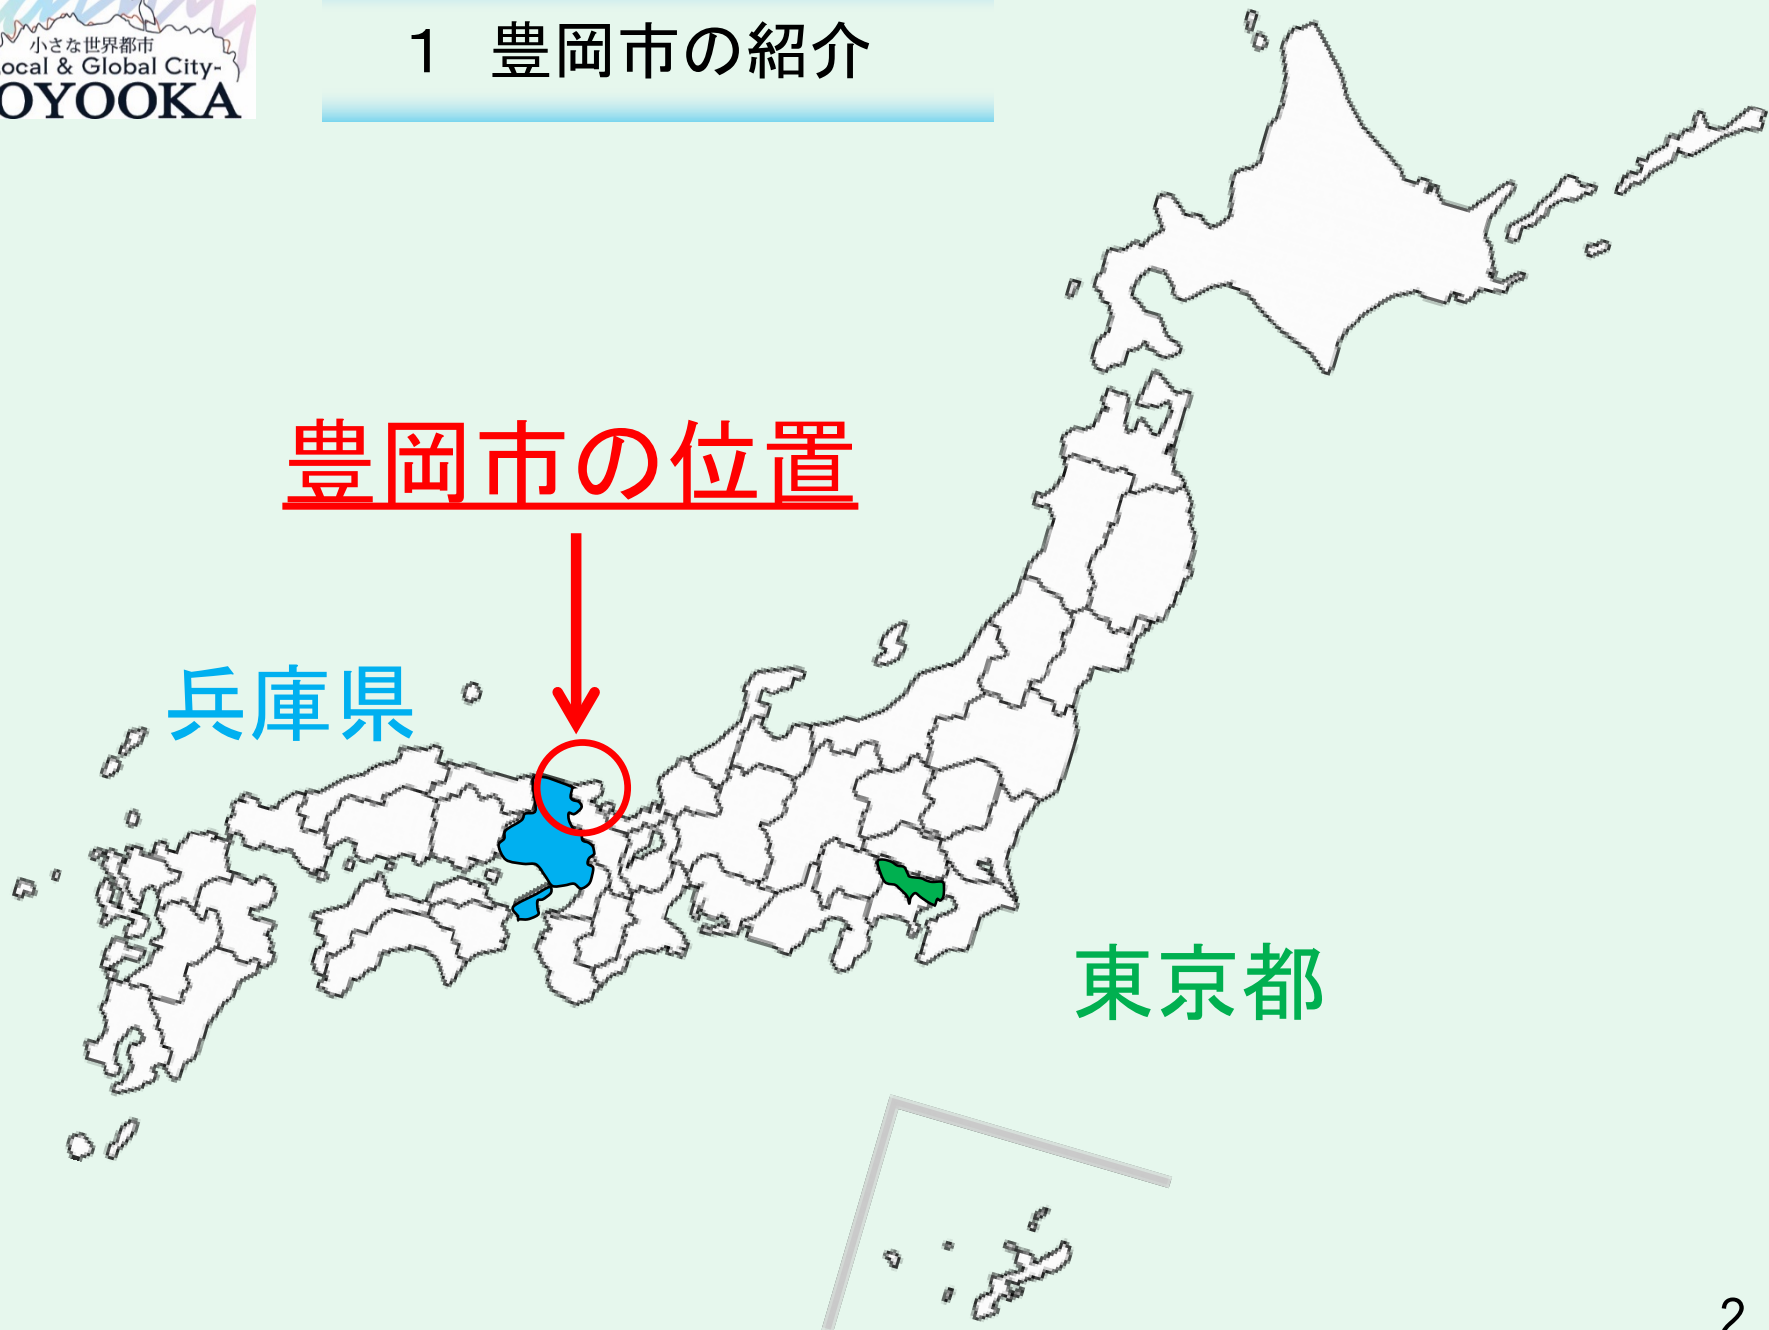 小さな世界都市
ocal & Global City-
OYOOKA
１ 豊岡市の紹介
豊岡市の位置
兵庫県
東京都
2